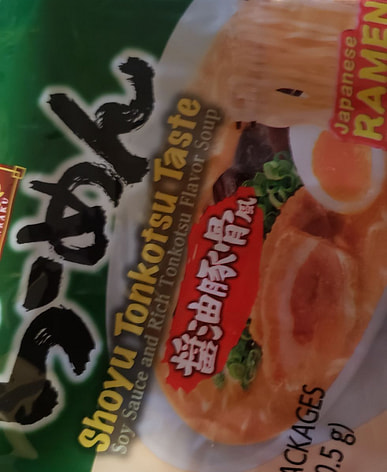 らーめん
Shoyu Tonkotsu Taste
Soy Sauce and Rich Tonkotsu Flavor Soup
醤油豚骨風
Japanese
RAMEN